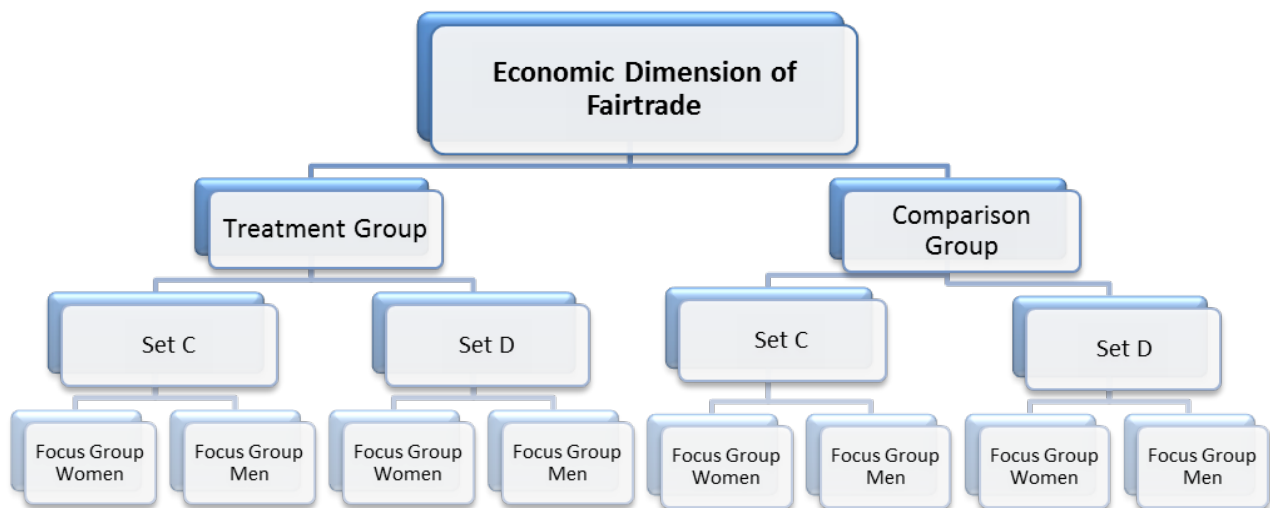 Economic Dimension of
Fairtrade
Treatment Group
Comparison
Group
Set C
Set D
Set C
Set D
Focus Group
Women
Focus Group
Men
Focus Group
Women
Focus Group
Men
Focus Group
Women
Focus Group
Men
Focus Group
Women
Focus Group
Men